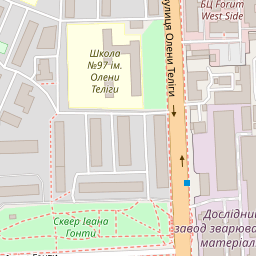 вулиця Олени Теліги
БЦ Forum
West Side
Школа
№97 ім.
Олени
Теліги
Сквер Івана
Гонти
Дослідни
завод зварюва
матеріал
Гонти